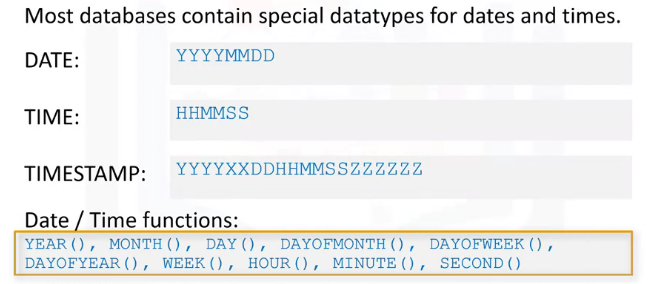 Most databases contain special datatypes for dates and times.
DATE: YYYYMMDD
TIME: HHMMSS
TIMESTAMP: YYYYXXDDHHMMSSZZZZZZ
Date / Time functions:
YEAR(), MONTH(), DAY(), DAYOFMONTH(), DAYOFWEEK(),
DAYOFYEAR(), WEEK(), HOUR(), MINUTE(), SECOND()